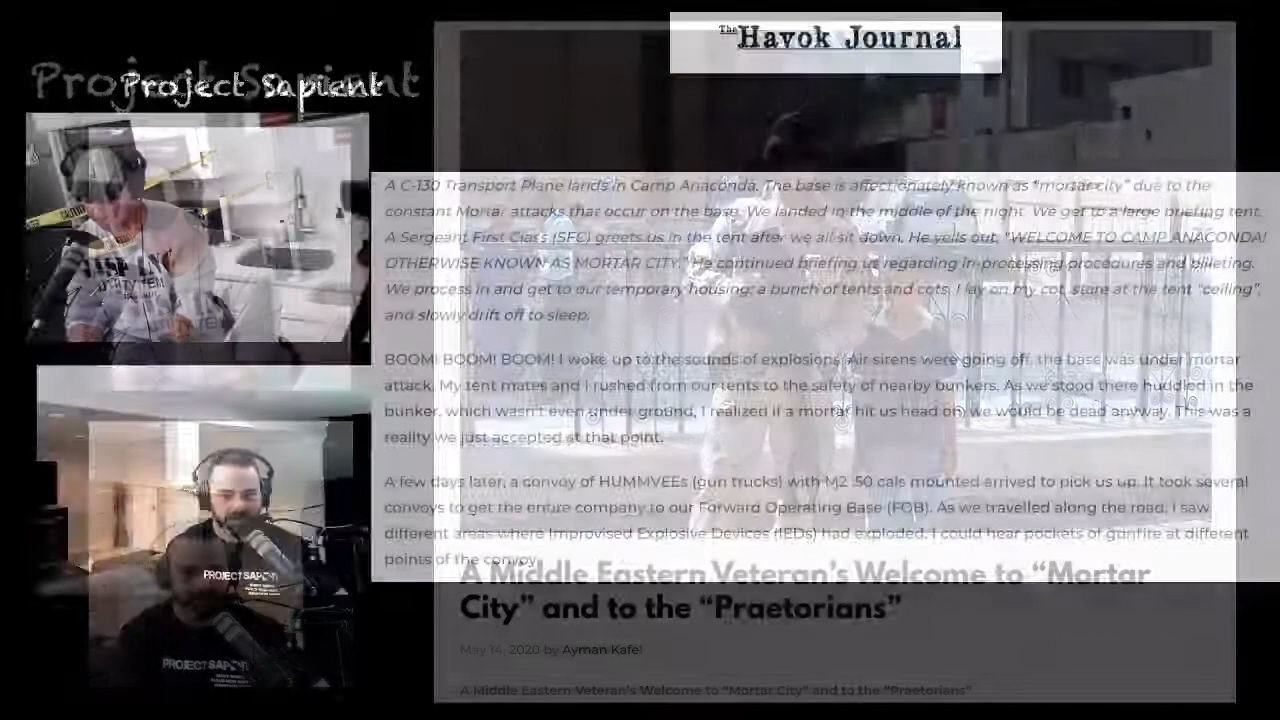 The Havok Journal
Project Sapient
Project Sapient
A C-130 Transport Plane lands in Camp Anaconda. The base is affectionately known as “mortar city” due to the
constant Mortar attacks that occur on the base. We landed in the middle of the night. We get to a large briefing tent.
A Sergeant First Class (SFC) greets us in the tent after we all sit down. He yells out, “WELCOME TO CAMP ANACONDA!
OTHERWISE KNOWN AS MORTAR CITY.” He continued briefing us regarding in-processing procedures and billeting.
We process in and get to our temporary housing: a bunch of tents and cots. I lay on my cot, stare at the tent “ceiling”,
and slowly drift off to sleep.
BOOM! BOOM! BOOM! I woke up to the sounds of explosions. Air sirens were going off, the base was under mortar
attack. My tent mates and I rushed from our tents to the safety of nearby bunkers. As we stood there huddled in the
bunker, which wasn’t even under ground, I realized if a mortar hit us head on, we would be dead anyway. This was a
reality we just accepted at that point.
A few days later, a convoy of HUMMVEEs (gun trucks) with M2 .50 cals mounted arrived to pick us up. It took several
convoys to get the entire company to our Forward Operating Base (FOB). As we travelled along the road, I saw
different areas where Improvised Explosive Devices (IEDs) had exploded. I could hear pockets of gunfire at different
points of the convoy.
A Middle Eastern Veteran’s Welcome to “Mortar
City” and to the “Praetorians”
May 14, 2020 by Ayman Kafel
A Middle Eastern Veteran’s Welcome to “Mortar City” and to the “Praetorians”
PROJECT SAPIENT
PROJECT SAPIENT